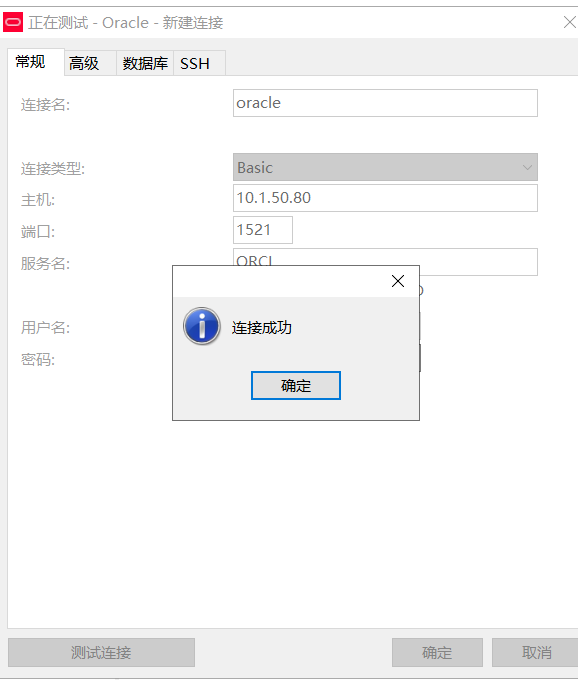 正在测试 - Oracle - 新建连接
常规 高级 数据库 SSH
连接名: oracle
连接类型: Basic
主机: 10.1.50.80
端口: 1521
服务名: ORCL
用户名:
密码:
连接成功
确定
测试连接 确定 取消